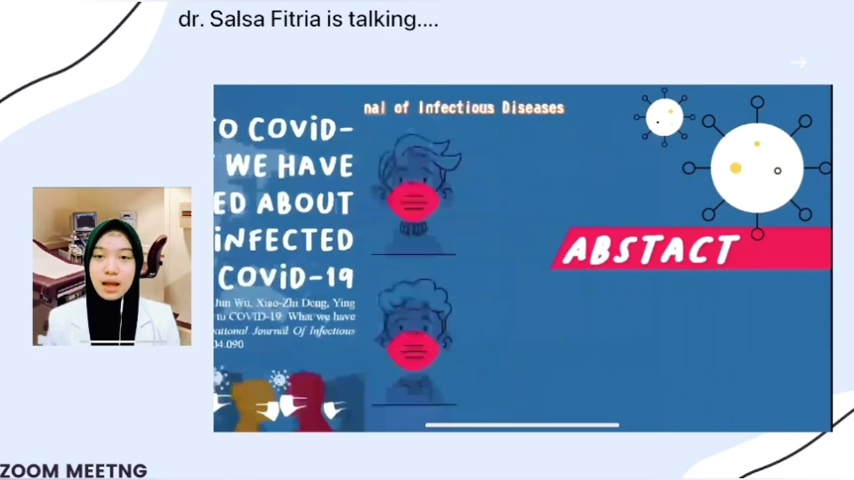 dr. Salsa Fitria is talking....
nal of Infectious Diseases
TO COVID-
WE HAVE
ED ABOUT
INFECTED
COVID-19
Jun Wu, Xiao-Zhi Deng, Ying
to COVID-19: What we have
national Journal Of Infectious
04.090
ABSTACT
ZOOM MEETNG